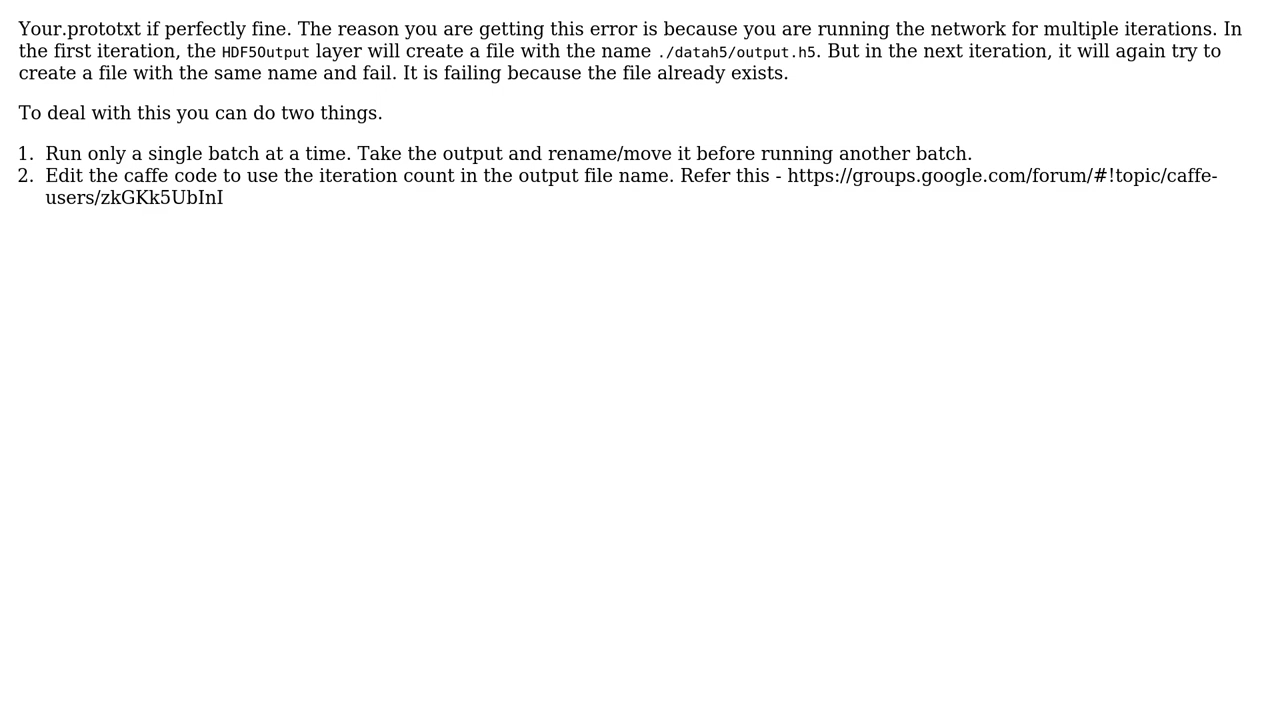 Your.prototxt if perfectly fine. The reason you are getting this error is because you are running the network for multiple iterations. In
the first iteration, the HDF5Output layer will create a file with the name ./datah5/output.h5. But in the next iteration, it will again try to
create a file with the same name and fail. It is failing because the file already exists.
To deal with this you can do two things.
1. Run only a single batch at a time. Take the output and rename/move it before running another batch.
2. Edit the caffe code to use the iteration count in the output file name. Refer this - https://groups.google.com/forum/#!topic/caffe-
users/zkGKk5UbInI